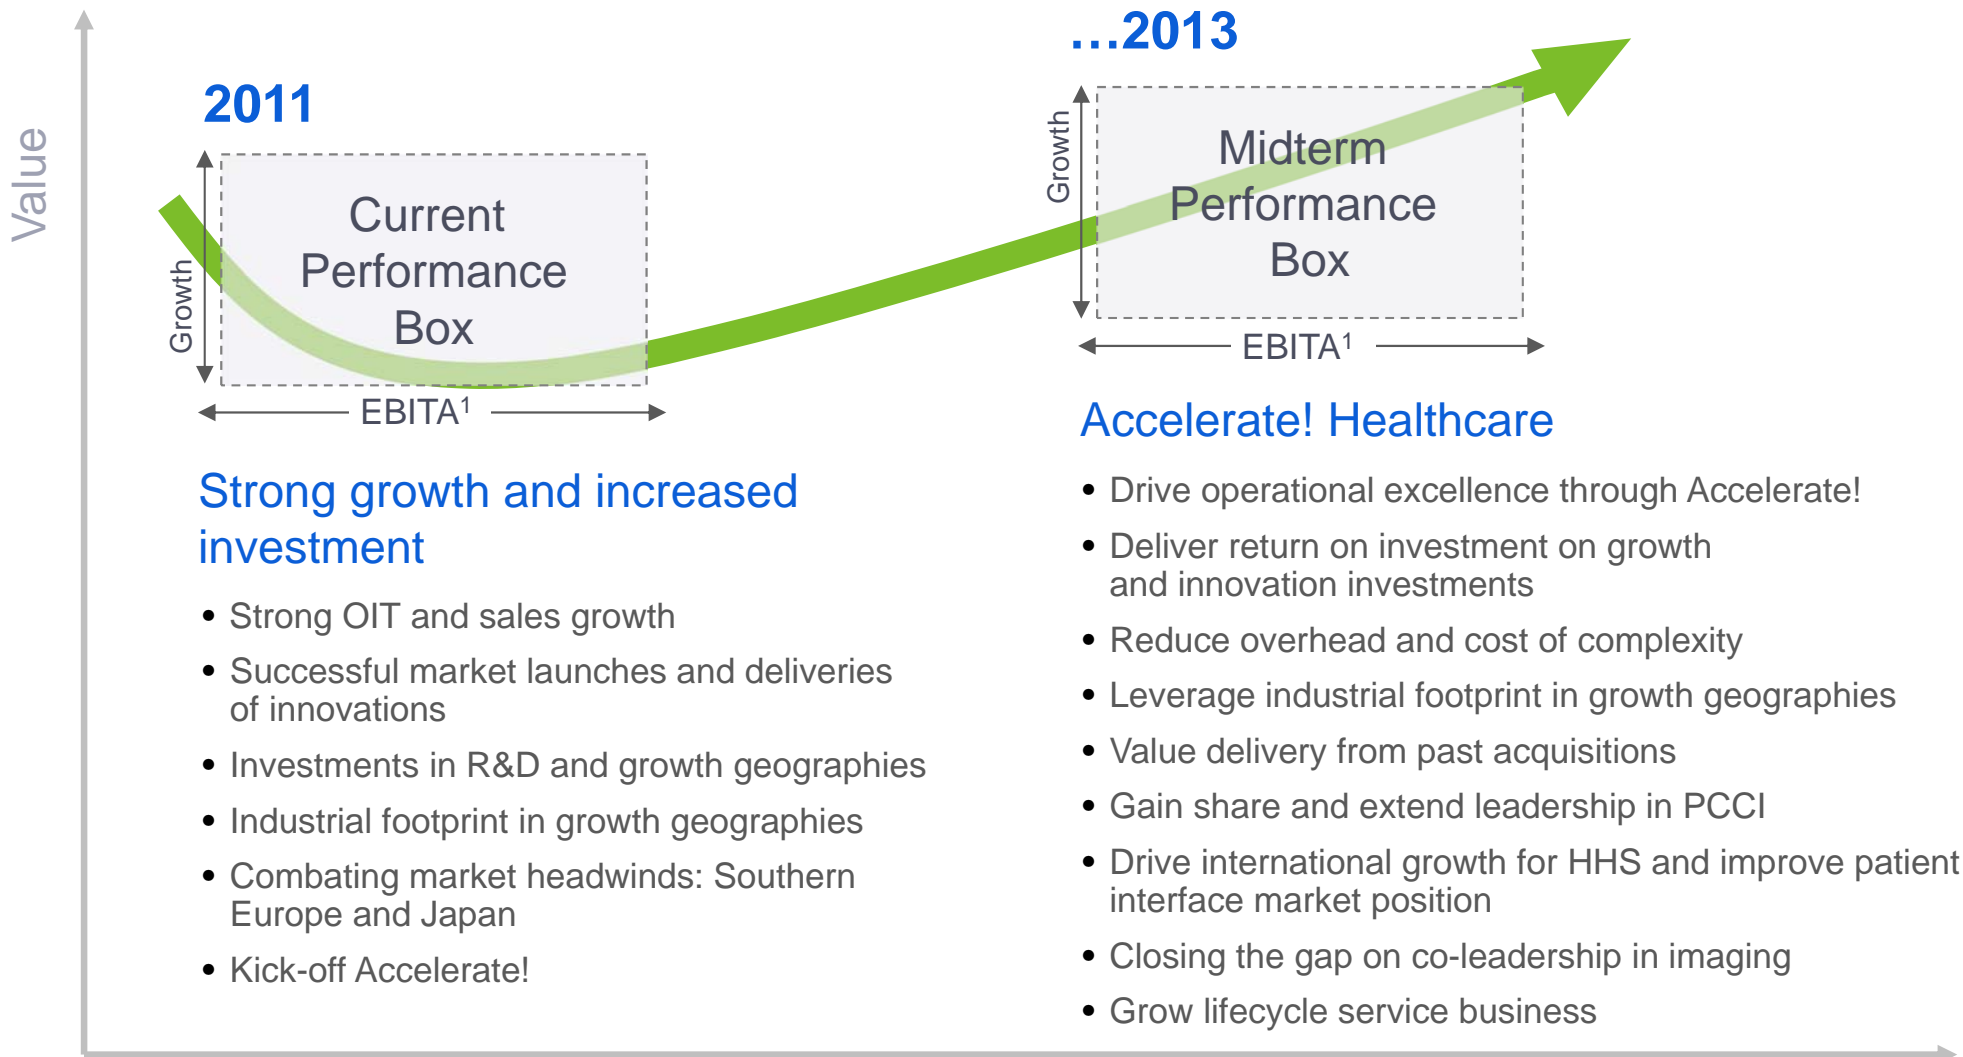 Value
2011
Growth
Current
Performance
Box
EBITA¹
Strong growth and increased
investment
• Strong OIT and sales growth
• Successful market launches and deliveries
of innovations
• Investments in R&D and growth geographies
• Industrial footprint in growth geographies
• Combating market headwinds: Southern
Europe and Japan
• Kick-off Accelerate!
…2013
Growth
Midterm
Performance
Box
EBITA¹
Accelerate! Healthcare
• Drive operational excellence through Accelerate!
• Deliver return on investment on growth
and innovation investments
• Reduce overhead and cost of complexity
• Leverage industrial footprint in growth geographies
• Value delivery from past acquisitions
• Gain share and extend leadership in PCCI
• Drive international growth for HHS and improve patient
interface market position
• Closing the gap on co-leadership in imaging
• Grow lifecycle service business